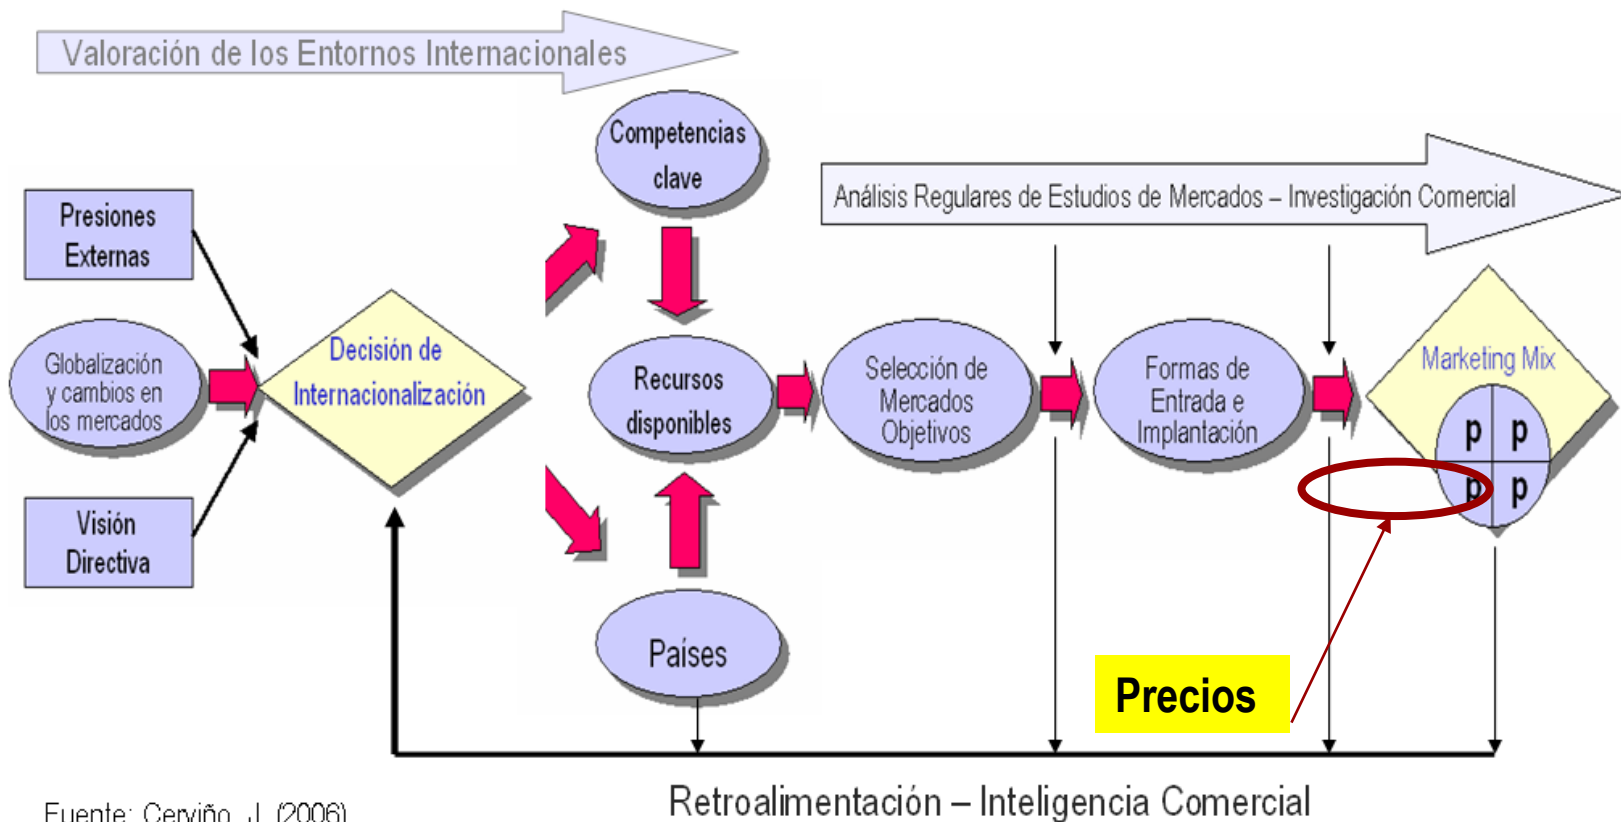 Valoración de los Entornos Internacionales
Competencias
clave
Análisis Regulares de Estudios de Mercados – Investigación Comercial
Presiones
Externas
Globalización
y cambios en
los mercados
Decisión de
Internacionalización
Recursos
disponibles
Selección de
Mercados
Objetivos
Formas de
Entrada e
Implantación
Marketing Mix
p p
p p
Visión
Directiva
Países
Precios
Retroalimentación – Inteligencia Comercial
Fuente: Cerviño, J. (2006)